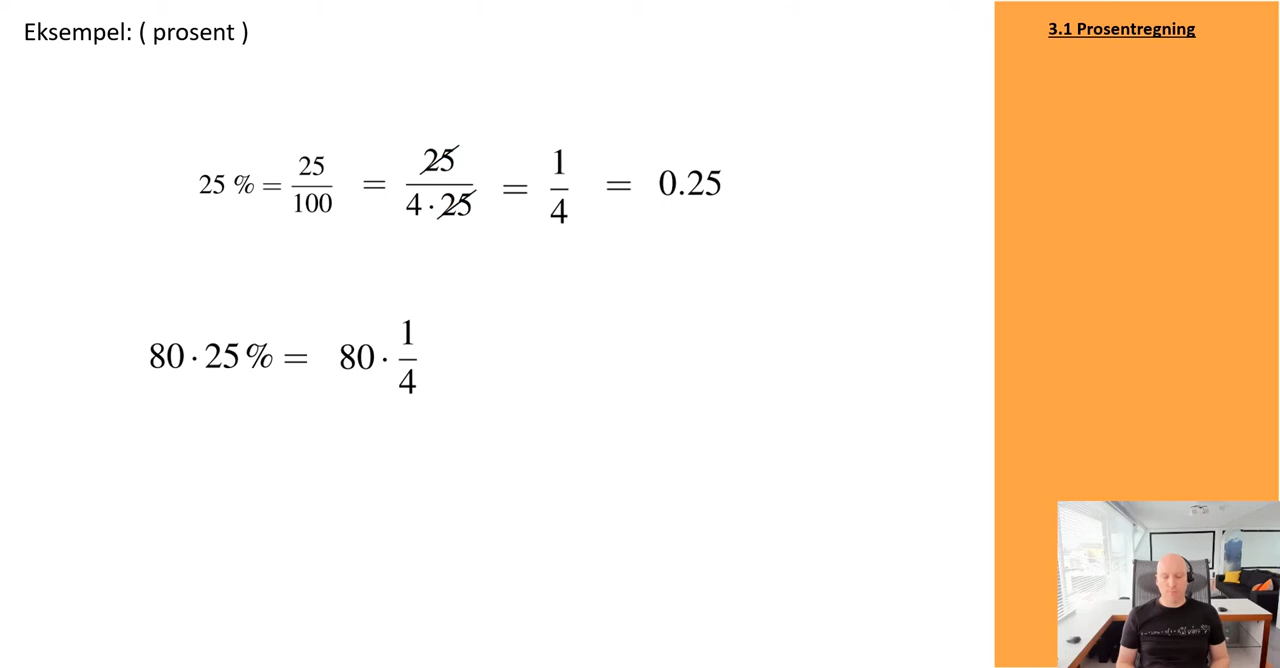 Eksempel: ( prosent )
3.1 Prosentregning
25 % = 25/100 = 25/(4 · 25) = 1/4 = 0.25
80 · 25 % = 80 · 1/4